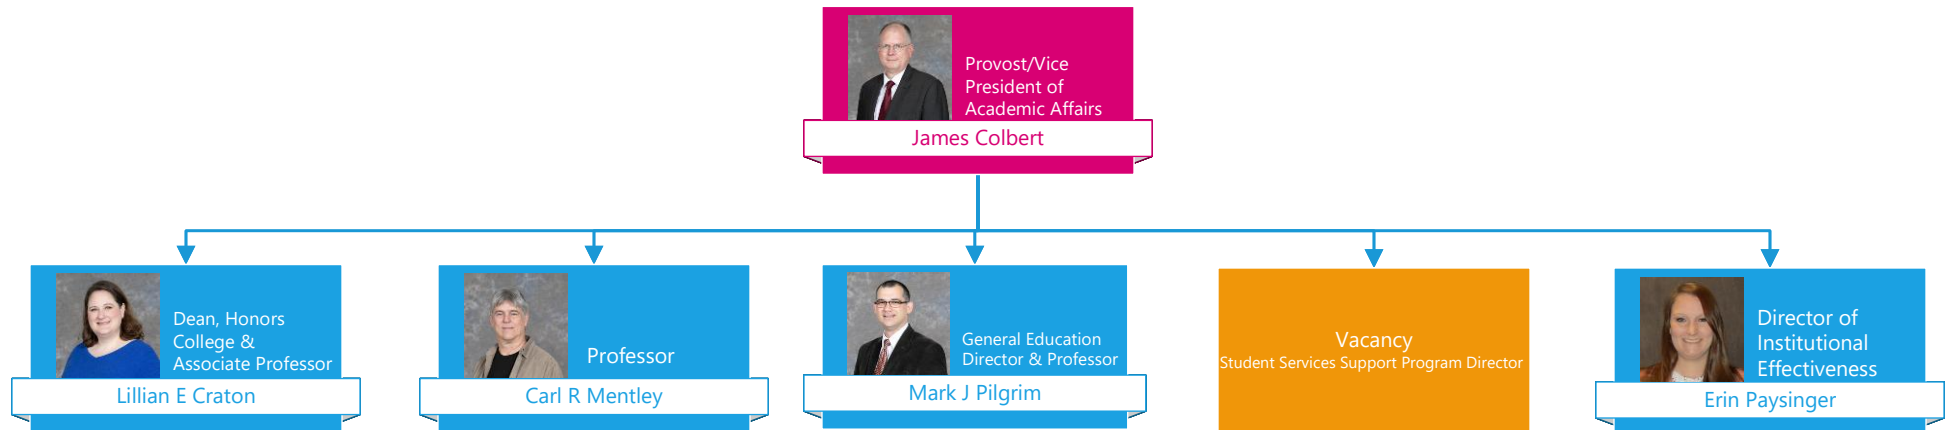 Provost/Vice
President of
Academic Affairs
James Colbert
Dean, Honors
College &
Associate Professor
Lillian E Craton
Professor
Carl R Mentley
General Education
Director & Professor
Mark J Pilgrim
Vacancy
Student Services Support Program Director
Director of
Institutional
Effectiveness
Erin Paysinger